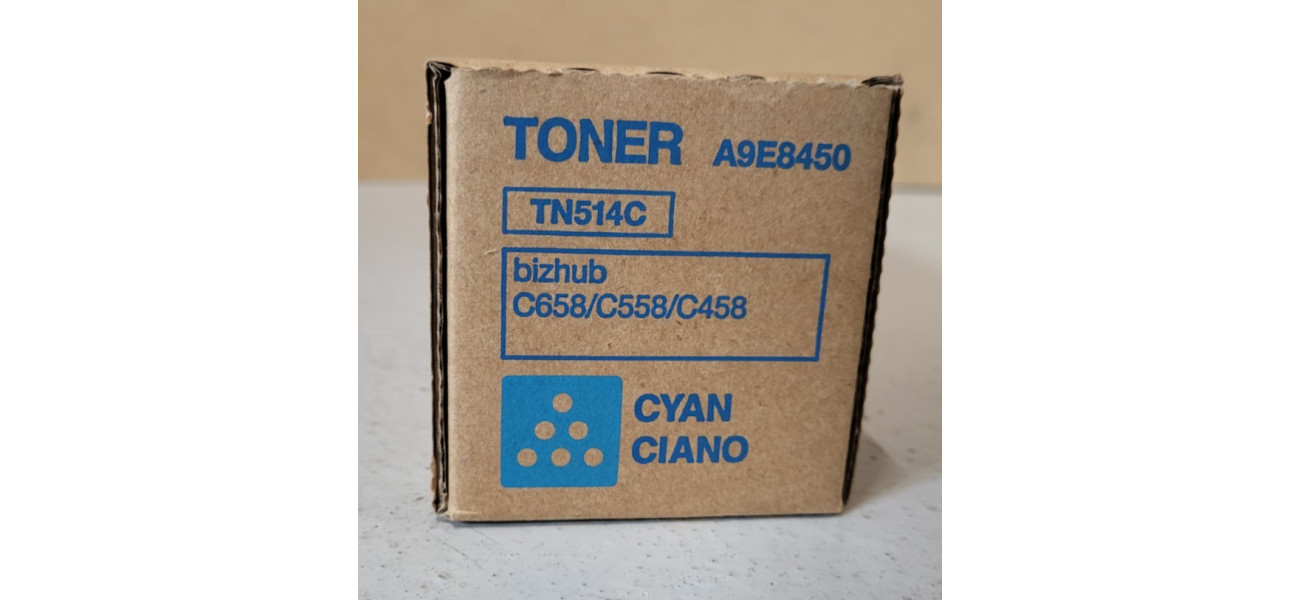 TONER A9E8450
TN514C
bizhub
C658/C558/C458
CYAN
CIANO